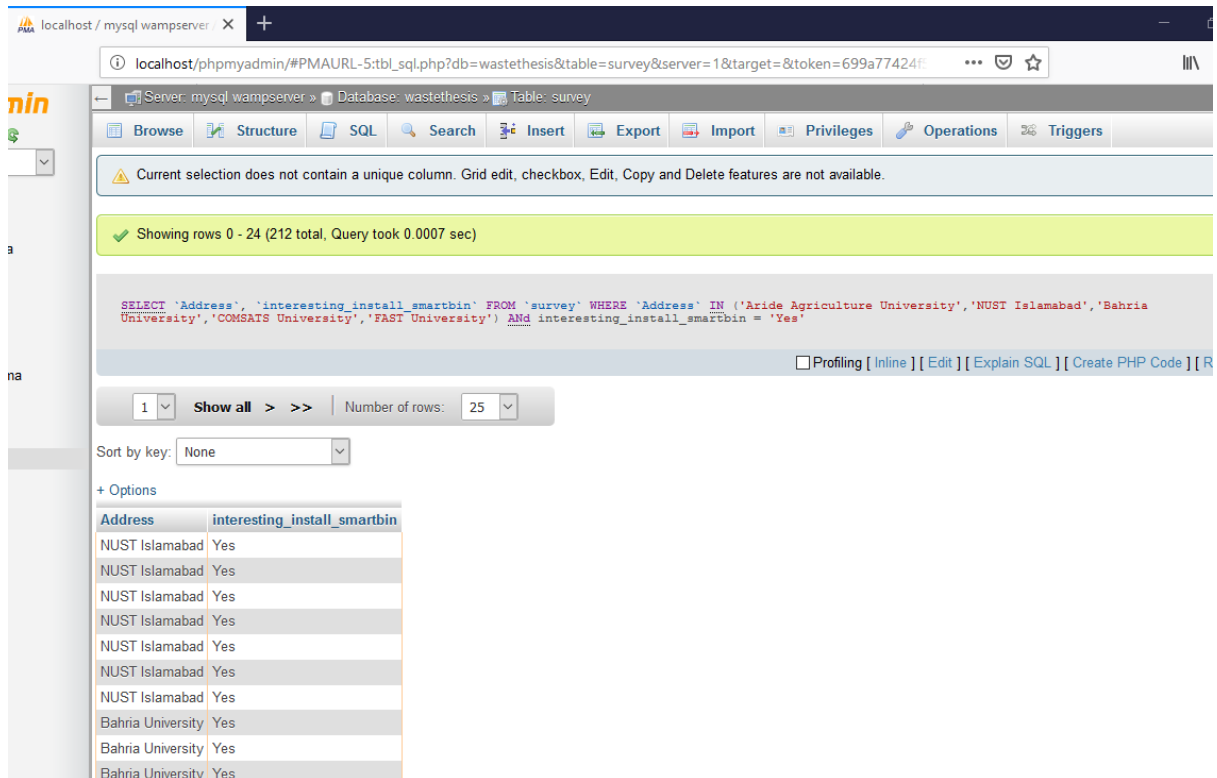 PMA localhost / mysql wampserver
localhost/phpmyadmin/#PMAURL-5:tbl_sql.php?db=wastethesis&table=survey&server=1&target=&token=699a77424f
min
Server: mysql wampserver » Database: wastethesis » Table: survey
Browse Structure SQL Search Insert Export Import Privileges Operations Triggers
Current selection does not contain a unique column. Grid edit, checkbox, Edit, Copy and Delete features are not available.
Showing rows 0 - 24 (212 total, Query took 0.0007 sec)
a
SELECT `Address`, `interesting_install_smartbin` FROM `survey` WHERE `Address` IN ('Aride Agriculture University','NUST Islamabad','Bahria
University','COMSATS University','FAST University') ANd interesting_install_smartbin = 'Yes'
Profiling [ Inline ] [ Edit ] [ Explain SQL ] [ Create PHP Code ] [ R
ma
1 Show all > >> Number of rows: 25
Sort by key: None
+ Options
Address interesting_install_smartbin
NUST Islamabad Yes
NUST Islamabad Yes
NUST Islamabad Yes
NUST Islamabad Yes
NUST Islamabad Yes
NUST Islamabad Yes
NUST Islamabad Yes
Bahria University Yes
Bahria University Yes
Bahria University Yes